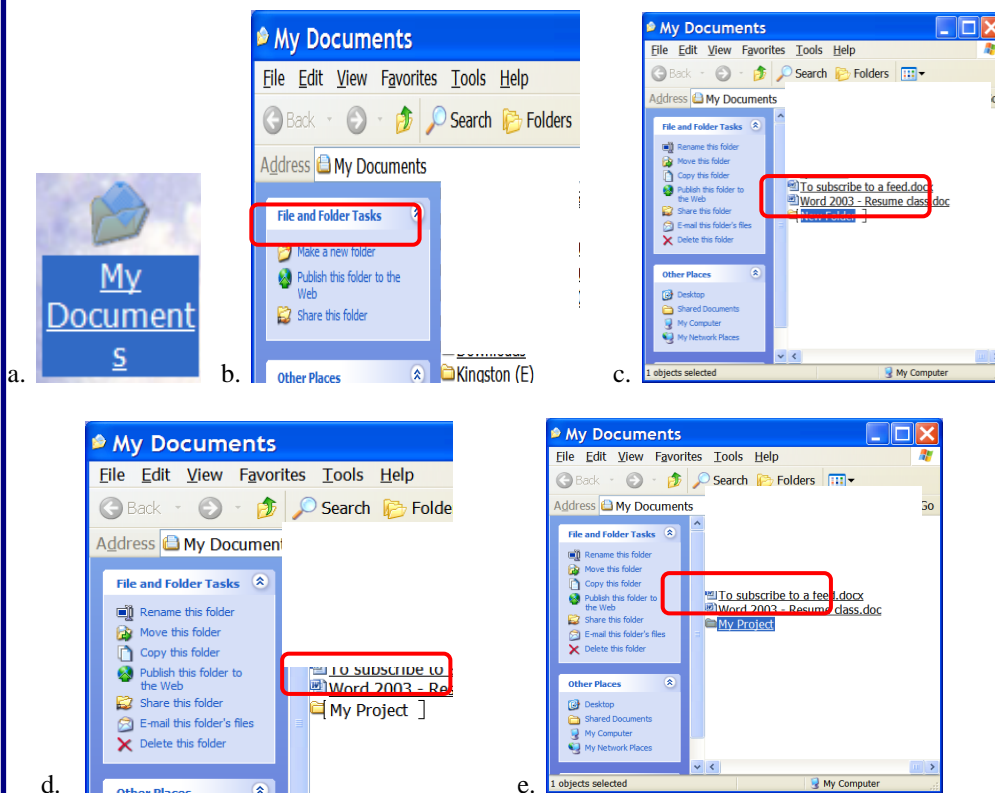 a.
My
Document
s
b.
My Documents
File Edit View Favorites Tools Help
Back Search Folders
Address My Documents
File and Folder Tasks
Make a new folder
Publish this folder to the
Web
Share this folder
Other Places
Kingston (E)
c.
My Documents
File Edit View Favorites Tools Help
Back Search Folders
Address My Documents
File and Folder Tasks
Rename this folder
Move this folder
Copy this folder
Publish this folder to
the Web
Share this folder
E-mail this folder's files
Delete this folder
Other Places
Desktop
Shared Documents
My Computer
My Network Places
To subscribe to a feed.docx
Word 2003 - Resume class.doc
New Folder
1 objects selected My Computer
d.
My Documents
File Edit View Favorites Tools Help
Back Search Folde
Address My Documen
File and Folder Tasks
Rename this folder
Move this folder
Copy this folder
Publish this folder to
the Web
Share this folder
E-mail this folder's files
Delete this folder
Other Places
To subscribe to
Word 2003 - Res
My Project
e.
My Documents
File Edit View Favorites Tools Help
Back Search Folders
Address My Documents Go
File and Folder Tasks
Rename this folder
Move this folder
Copy this folder
Publish this folder to
the Web
Share this folder
E-mail this folder's files
Delete this folder
Other Places
Desktop
Shared Documents
My Computer
My Network Places
To subscribe to a feed.docx
Word 2003 - Resume class.doc
My Project
1 objects selected My Computer